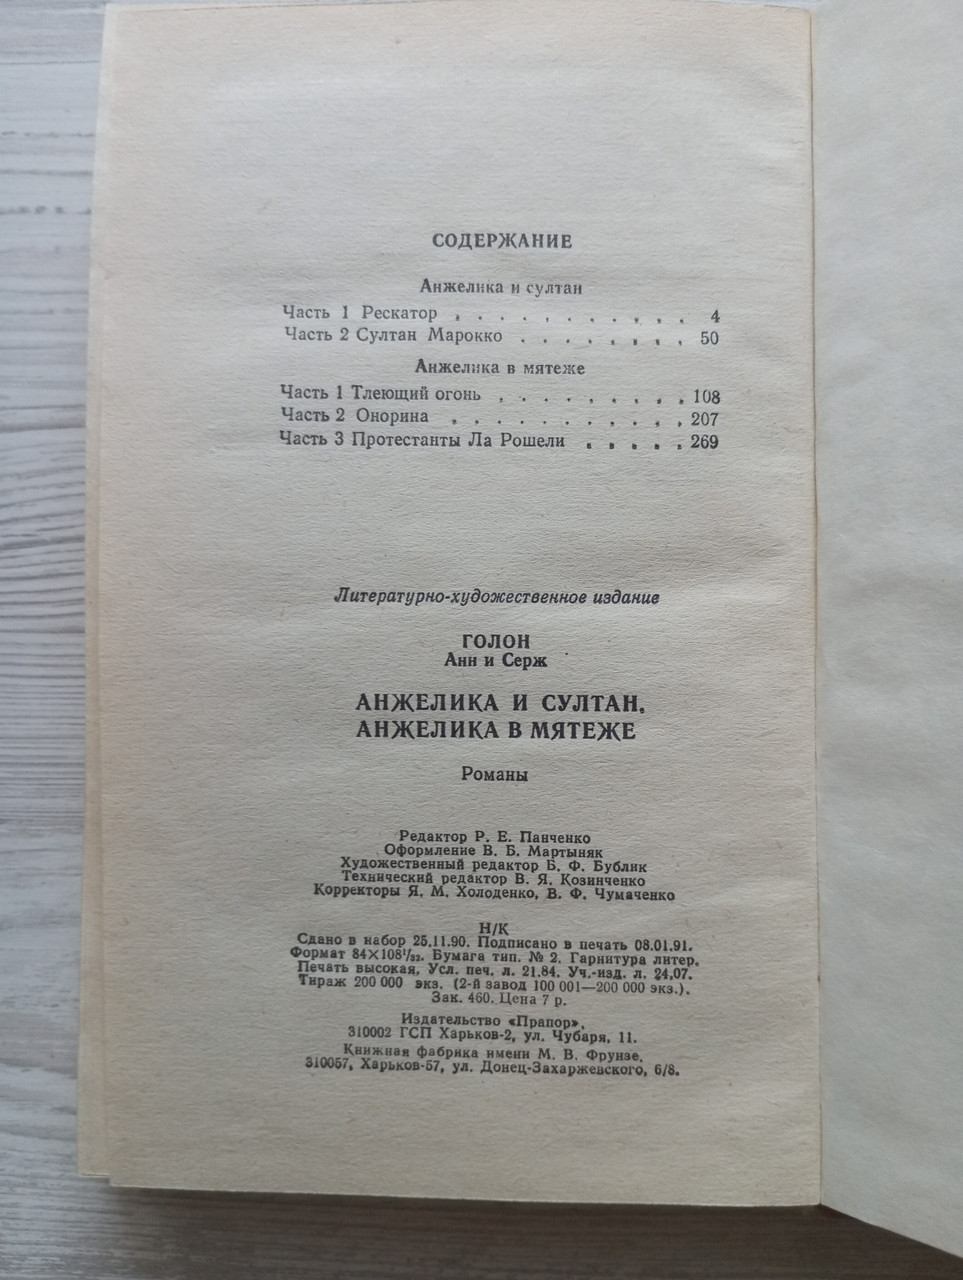 СОДЕРЖАНИЕ
Анжелика и султан
Часть 1 Рескатор . . . . . . . . . . . 4
Часть 2 Султан Марокко . . . . . . . . 50
Анжелика в мятеже
Часть 1 Тлеющий огонь . . . . . . . . . 108
Часть 2 Онорина . . . . . . . . . . . 207
Часть 3 Протестанты Ла Рошели . . . . . 269
Литературно-художественное издание
ГОЛОН
Анн и Серж
АНЖЕЛИКА И СУЛТАН.
АНЖЕЛИКА В МЯТЕЖЕ
Романы
Редактор Р. Е. Панченко
Оформление В. Б. Мартыняк
Художественный редактор Б. Ф. Бублик
Технический редактор В. Я. Козинченко
Корректоры Я. М. Холоденко, В. Ф. Чумаченко
Н/К
Сдано в набор 25.11.90. Подписано в печать 08.01.91.
Формат 84×108¹/₃₂. Бумага тип. № 2. Гарнитура литер.
Печать высокая. Усл. печ. л. 21.84. Уч.-изд. л. 24,07.
Тираж 200 000 экз. (2-й завод 100 001—200 000 экз.).
Зак. 460. Цена 7 р.
Издательство «Прапор».
310002 ГСП Харьков-2, ул. Чубаря, 11.
Книжная фабрика имени М. В. Фрунзе.
310057, Харьков-57, ул. Донец-Захаржевского, 6/8.